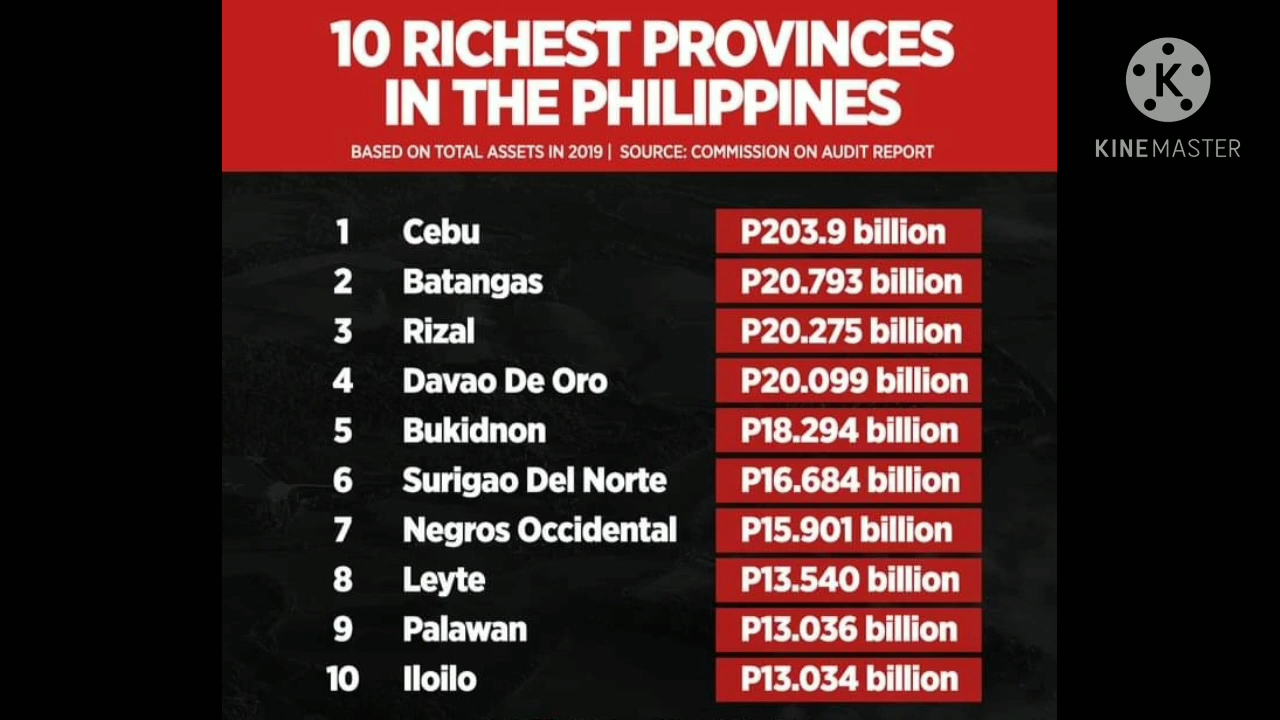 10 RICHEST PROVINCES
IN THE PHILIPPINES
BASED ON TOTAL ASSETS IN 2019 | SOURCE: COMMISSION ON AUDIT REPORT
K
KINEMASTER
1 Cebu P203.9 billion
2 Batangas P20.793 billion
3 Rizal P20.275 billion
4 Davao De Oro P20.099 billion
5 Bukidnon P18.294 billion
6 Surigao Del Norte P16.684 billion
7 Negros Occidental P15.901 billion
8 Leyte P13.540 billion
9 Palawan P13.036 billion
10 Iloilo P13.034 billion